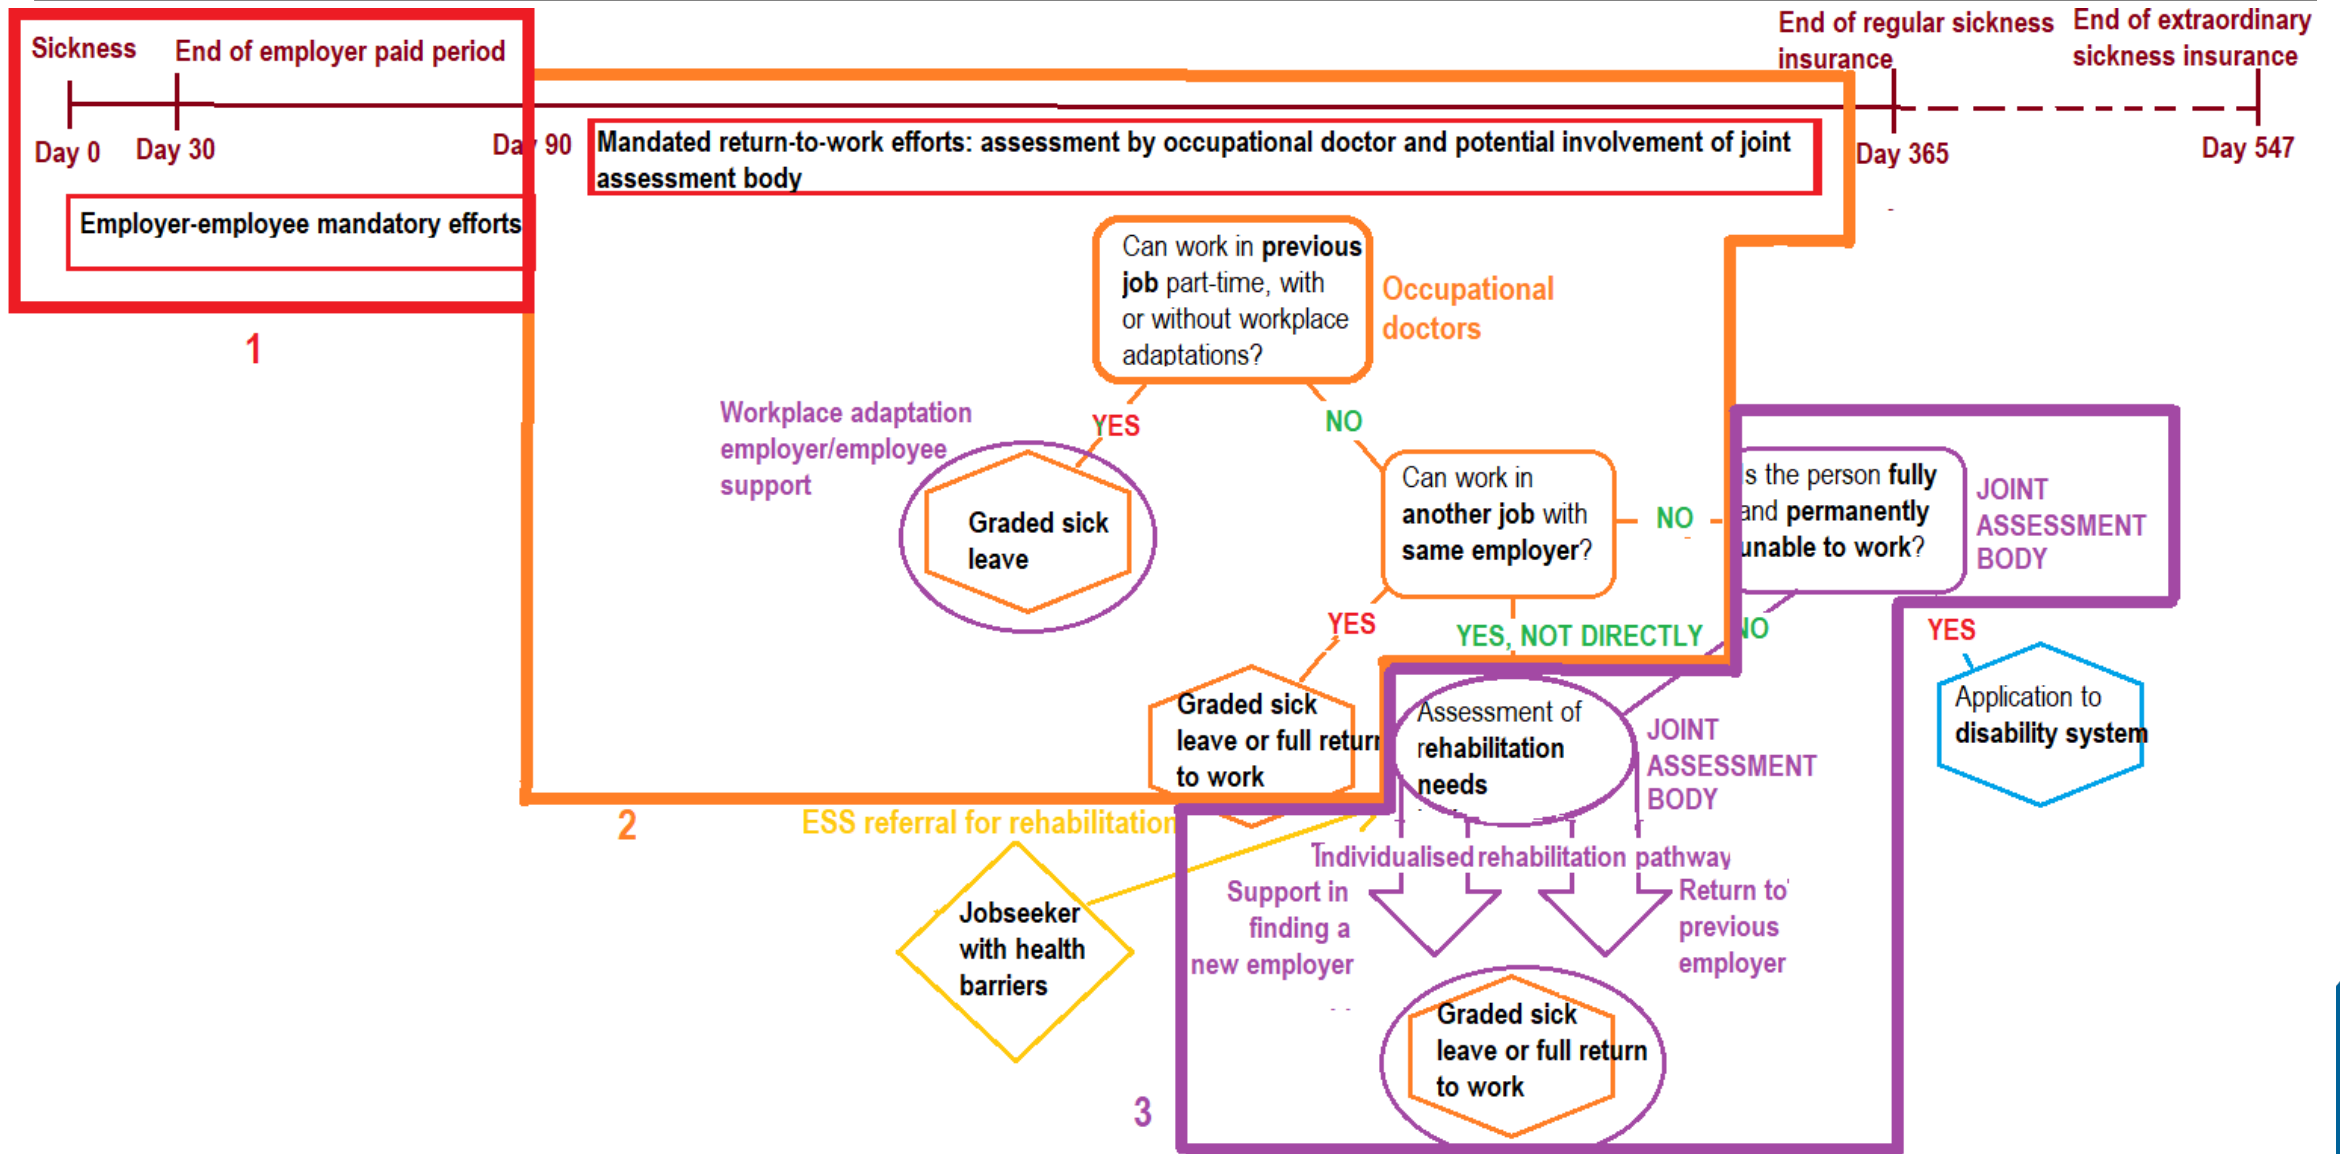 Sickness
End of employer paid period
End of regular sickness
insurance
End of extraordinary
sickness insurance
Day 0
Day 30
Day 90
Day 365
Day 547
Mandated return-to-work efforts: assessment by occupational doctor and potential involvement of joint
assessment body
Employer-employee mandatory efforts
1
Can work in previous
job part-time, with
or without workplace
adaptations?
Occupational
doctors
YES
NO
Workplace adaptation
employer/employee
support
Graded sick
leave
Can work in
another job with
same employer?
NO
Is the person fully
and permanently
unable to work?
JOINT
ASSESSMENT
BODY
YES
YES, NOT DIRECTLY
NO
YES
Graded sick
leave or full return
to work
Assessment of
rehabilitation
needs
JOINT
ASSESSMENT
BODY
Application to
disability system
2
ESS referral for rehabilitation
Jobseeker
with health
barriers
Individualised rehabilitation pathway
Support in
finding a
new employer
Return to
previous
employer
Graded sick
leave or full return
to work
3